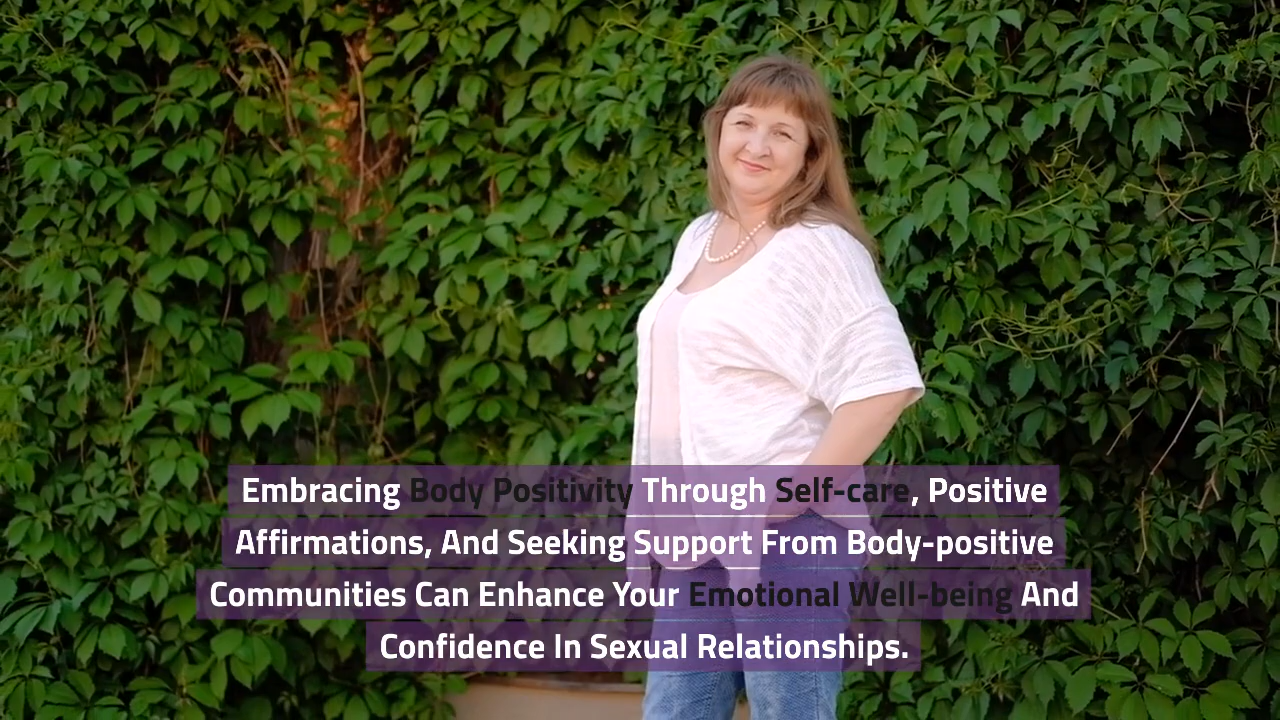 Embracing Body Positivity Through Self-care, Positive
Affirmations, And Seeking Support From Body-positive
Communities Can Enhance Your Emotional Well-being And
Confidence In Sexual Relationships.